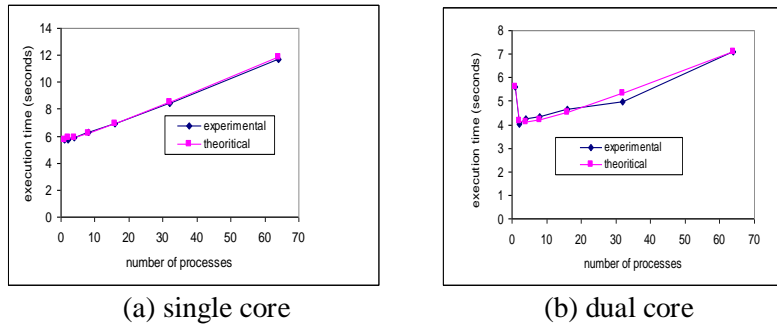 14
12
10
8
6
4
2
0
execution time (seconds)
experimental
theoritical
0 10 20 30 40 50 60 70
number of processes
(a) single core
8
7
6
5
4
3
2
1
0
execution time (seconds)
experimental
theoritical
0 10 20 30 40 50 60 70
number of processes
(b) dual core